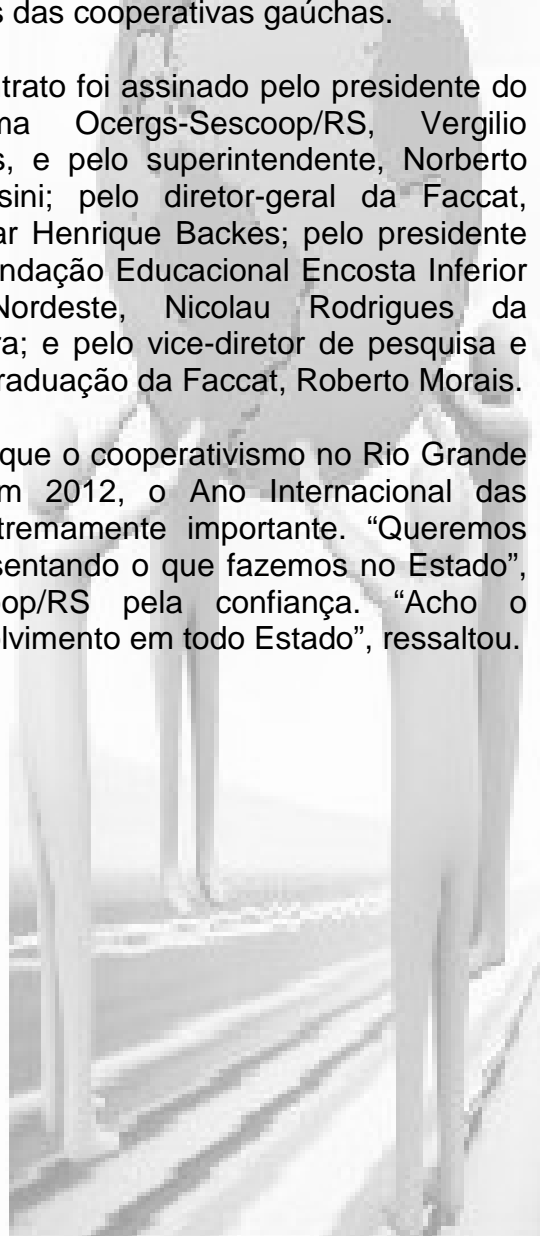 s das cooperativas gaúchas.
trato foi assinado pelo presidente do
ma Ocergs-Sescoop/RS, Vergilio
s, e pelo superintendente, Norberto
sini; pelo diretor-geral da Faccat,
ar Henrique Backes; pelo presidente
ndação Educacional Encosta Inferior
Nordeste, Nicolau Rodrigues da
ra; e pelo vice-diretor de pesquisa e
raduação da Faccat, Roberto Morais.
que o cooperativismo no Rio Grande
m 2012, o Ano Internacional das
tremamente importante. “Queremos
sentando o que fazemos no Estado”,
op/RS pela confiança. “Acho o
olvimento em todo Estado”, ressaltou.